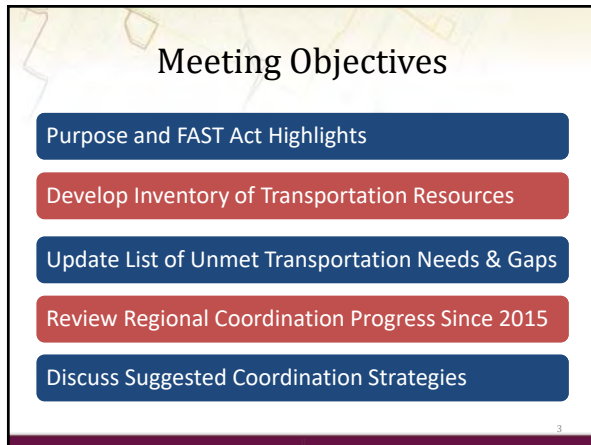 Meeting Objectives
Purpose and FAST Act Highlights
Develop Inventory of Transportation Resources
Update List of Unmet Transportation Needs & Gaps
Review Regional Coordination Progress Since 2015
Discuss Suggested Coordination Strategies
3